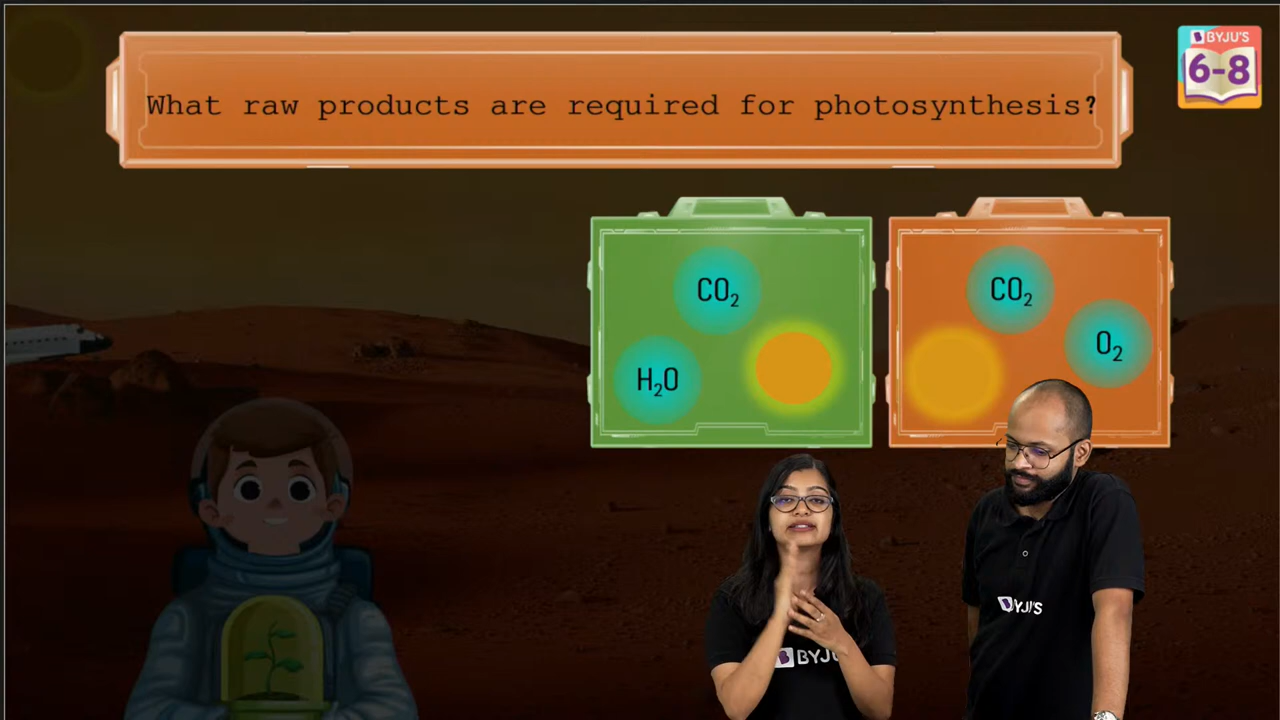 BYJU'S
6-8
What raw products are required for photosynthesis?
CO₂
H₂O
CO₂
O₂
BYJU
BYJU'S